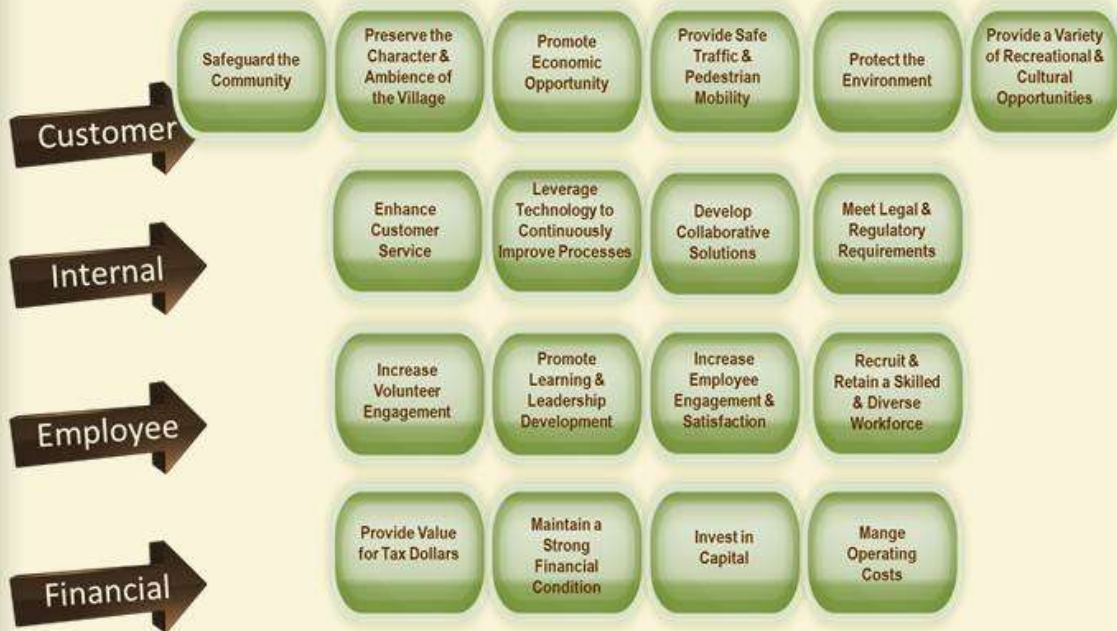 Customer
Safeguard the
Community
Preserve the
Character &
Ambience of
the Village
Promote
Economic
Opportunity
Provide Safe
Traffic &
Pedestrian
Mobility
Protect the
Environment
Provide a Variety
of Recreational &
Cultural
Opportunities
Internal
Enhance
Customer
Service
Leverage
Technology to
Continuously
Improve Processes
Develop
Collaborative
Solutions
Meet Legal &
Regulatory
Requirements
Employee
Increase
Volunteer
Engagement
Promote
Learning &
Leadership
Development
Increase
Employee
Engagement &
Satisfaction
Recruit &
Retain a Skilled
& Diverse
Workforce
Financial
Provide Value
for Tax Dollars
Maintain a
Strong
Financial
Condition
Invest in
Capital
Mange
Operating
Costs